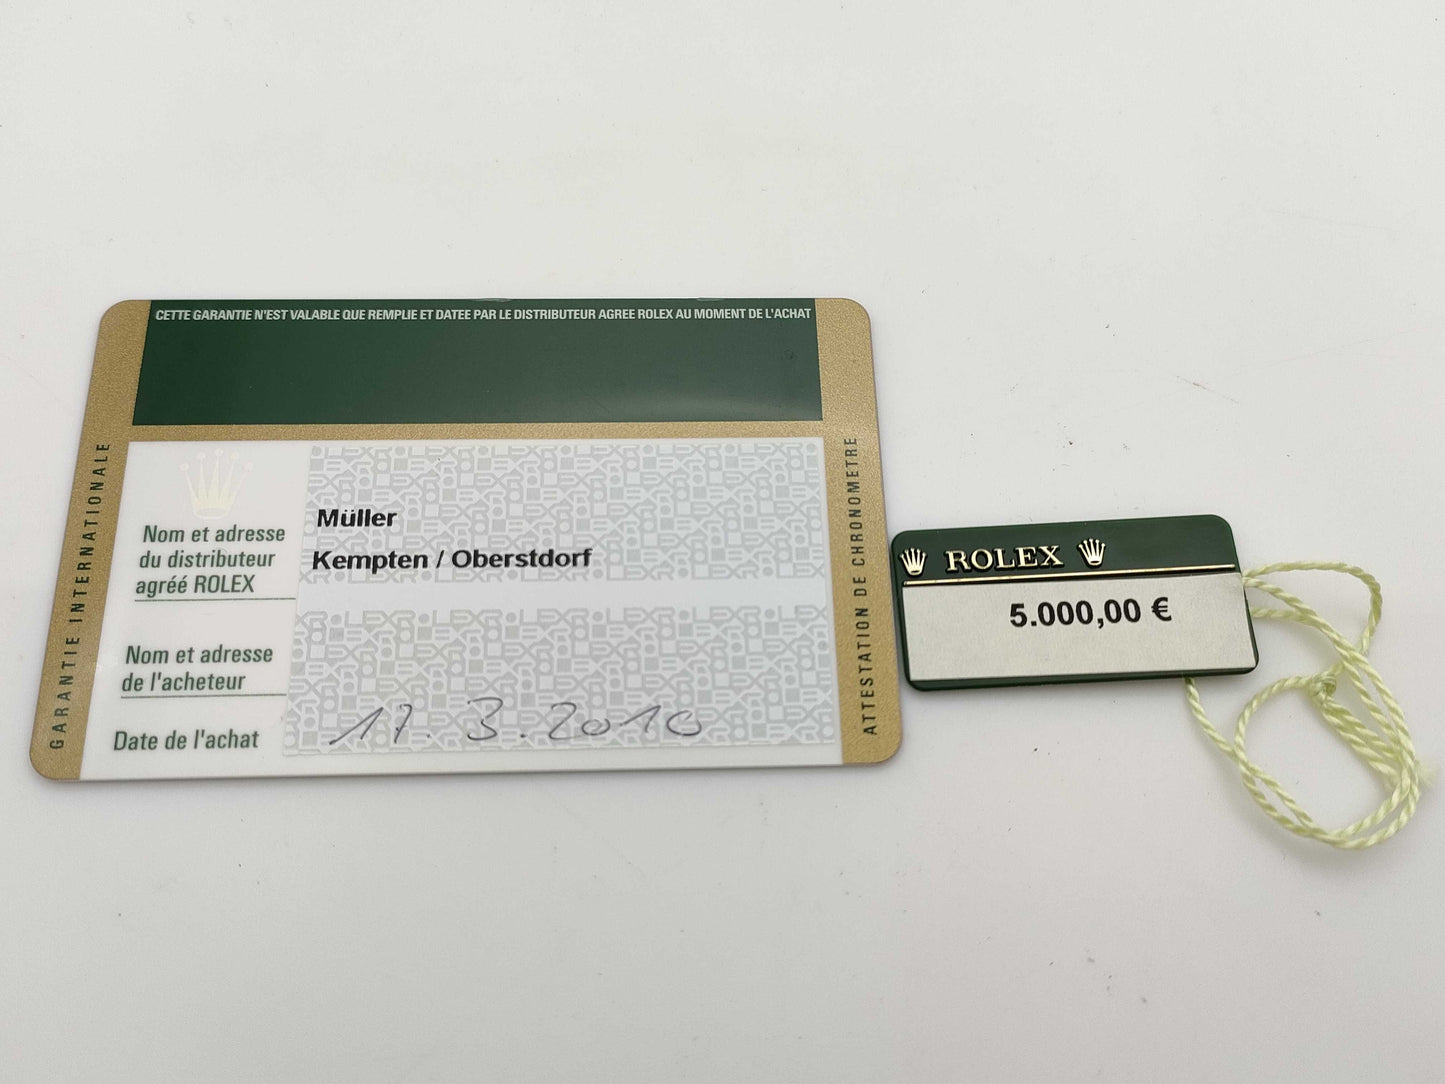 CETTE GARANTIE N'EST VALABLE QUE REMPLIE ET DATEE PAR LE DISTRIBUTEUR AGREE ROLEX AU MOMENT DE L'ACHAT
GARANTIE INTERNATIONALE
Nom et adresse
du distributeur
agréé ROLEX
Müller
Kempten / Oberstdorf
Nom et adresse
de l'acheteur
Date de l'achat
17.3.2010
ATTESTATION DE CHRONOMETRE
ROLEX
5.000,00 €